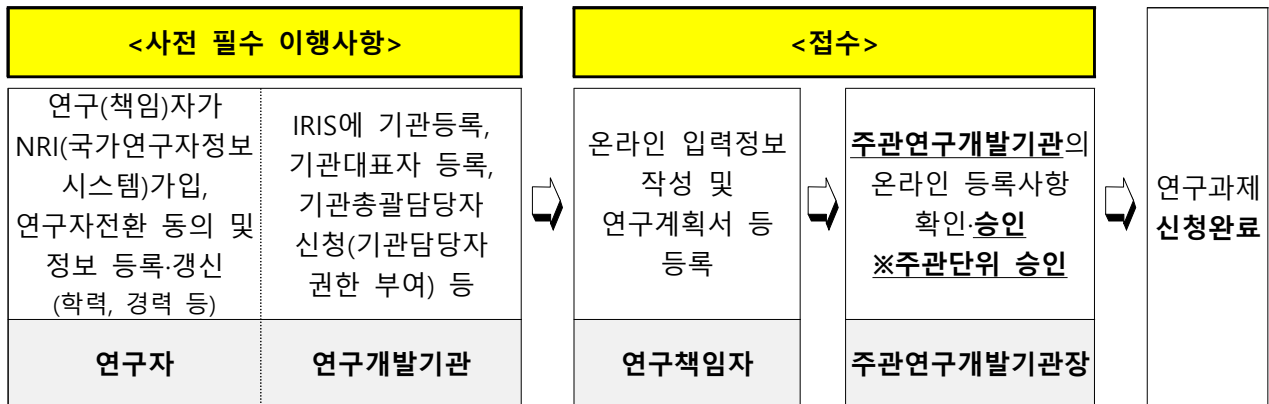 <사전 필수 이행사항>
연구(책임)자가
NRI(국가연구자정보
시스템)가입,
연구자전환 동의 및
정보 등록·갱신
(학력, 경력 등)
연구자
IRIS에 기관등록,
기관대표자 등록,
기관총괄담당자
신청(기관담당자
권한 부여) 등
연구개발기관
<접수>
온라인 입력정보
작성 및
연구계획서 등
등록
연구책임자
주관연구개발기관의
온라인 등록사항
확인·승인
※주관단위 승인
주관연구개발기관장
연구과제
신청완료